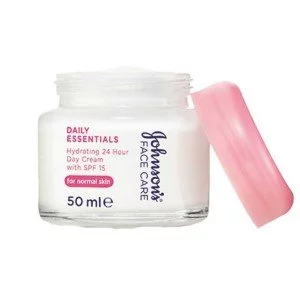 DAILY
ESSENTIALS
Hydrating 24 Hour
Day Cream
with SPF 15
for normal skin
50 ml e
Johnson's
FACE CARE